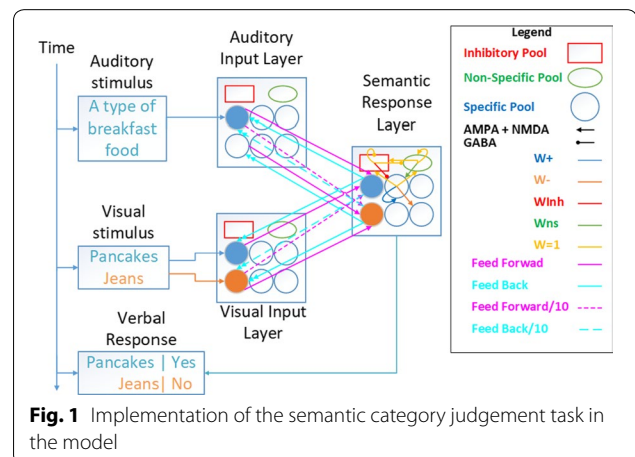 Time
Auditory
stimulus
A type of
breakfast
food
Visual
stimulus
Pancakes
Jeans
Verbal
Response
Pancakes | Yes
Jeans| No
Auditory
Input Layer
Visual Input
Layer
Semantic
Response
Layer
Legend
Inhibitory Pool
Non-Specific Pool
Specific Pool
AMPA + NMDA
GABA
W+
W-
WInh
Wns
W=1
Feed Forwad
Feed Back
Feed Forward/10
Feed Back/10
Fig. 1 Implementation of the semantic category judgement task in
the model